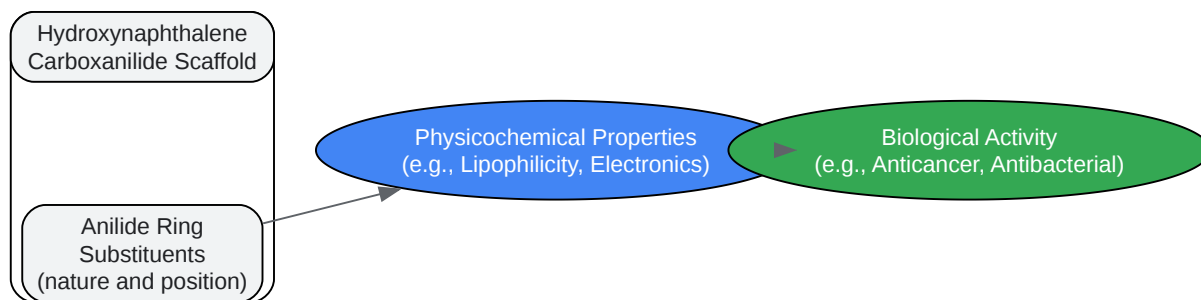 Hydroxynaphthalene
Carboxanilide Scaffold
Anilide Ring
Substituents
(nature and position)
Physicochemical Properties
(e.g., Lipophilicity, Electronics)
Biological Activity
(e.g., Anticancer, Antibacterial)